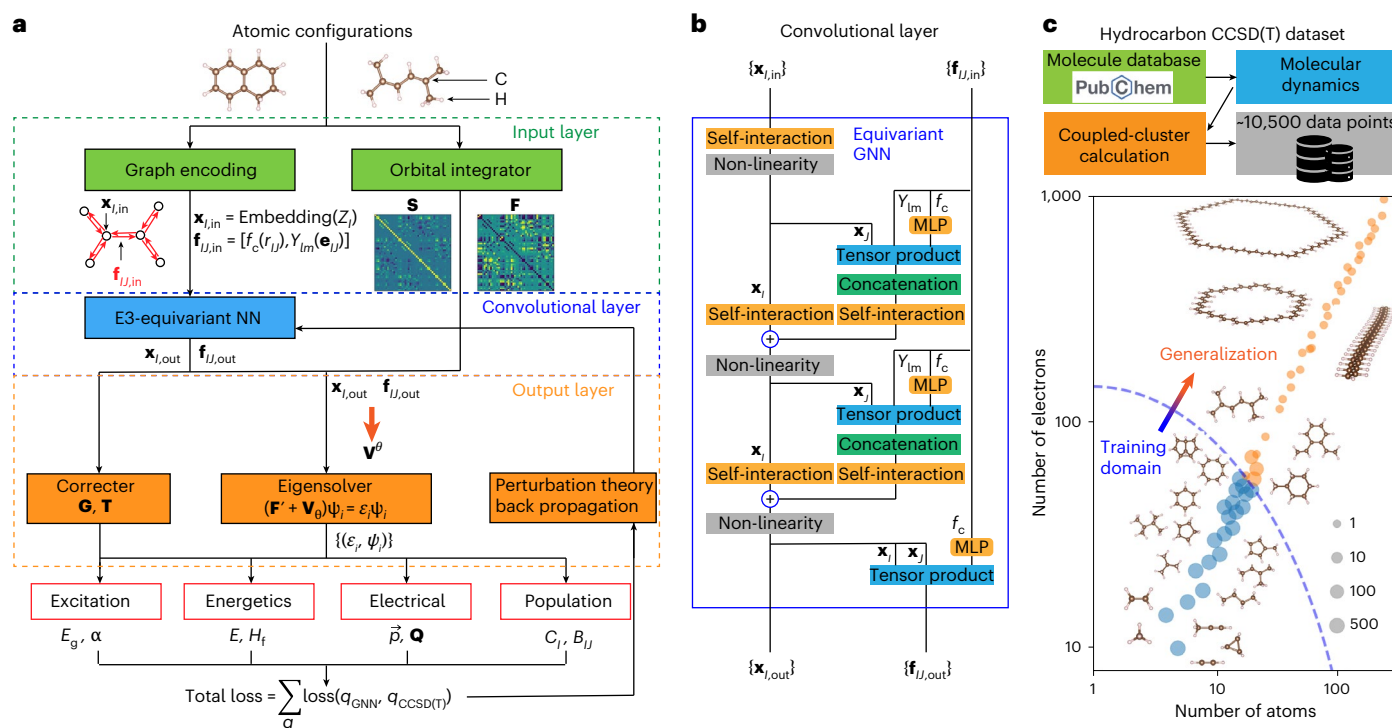 a
Atomic configurations
C
H
Input layer
Graph encoding
Orbital integrator
x_I,in
x_I,in = Embedding(Z_I)
f_IJ,in = [f_c(r_IJ), Y_lm(e_IJ)]
f_IJ,in
S
F
Convolutional layer
E3-equivariant NN
x_I,out
f_IJ,out
Output layer
x_I,out
f_IJ,out
V^θ
Correcter
G, T
Eigensolver
(F′ + V_θ)ψ_i = ε_iψ_i
Perturbation theory
back propagation
{(ε_i, ψ_i)}
Excitation
Energetics
Electrical
Population
E_g, α
E, H_f
p⃗, Q
C_I, B_IJ
Total loss = ∑_q loss(q_GNN, q_CCSD(T))
b
Convolutional layer
{x_I,in}
{f_IJ,in}
Self-interaction
Non-linearity
Equivariant
GNN
Y_lm
f_c
MLP
x_J
Tensor product
Concatenation
x_I
Self-interaction
Self-interaction
+
Non-linearity
Y_lm
f_c
MLP
x_J
Tensor product
Concatenation
x_I
Self-interaction
Self-interaction
+
Non-linearity
f_c
MLP
x_I
x_J
Tensor product
{x_I,out}
{f_IJ,out}
c
Hydrocarbon CCSD(T) dataset
Molecule database
PubChem
Molecular
dynamics
Coupled-cluster
calculation
~10,500 data points
1,000
100
10
Number of electrons
Generalization
Training
domain
1
10
100
500
1
10
100
Number of atoms